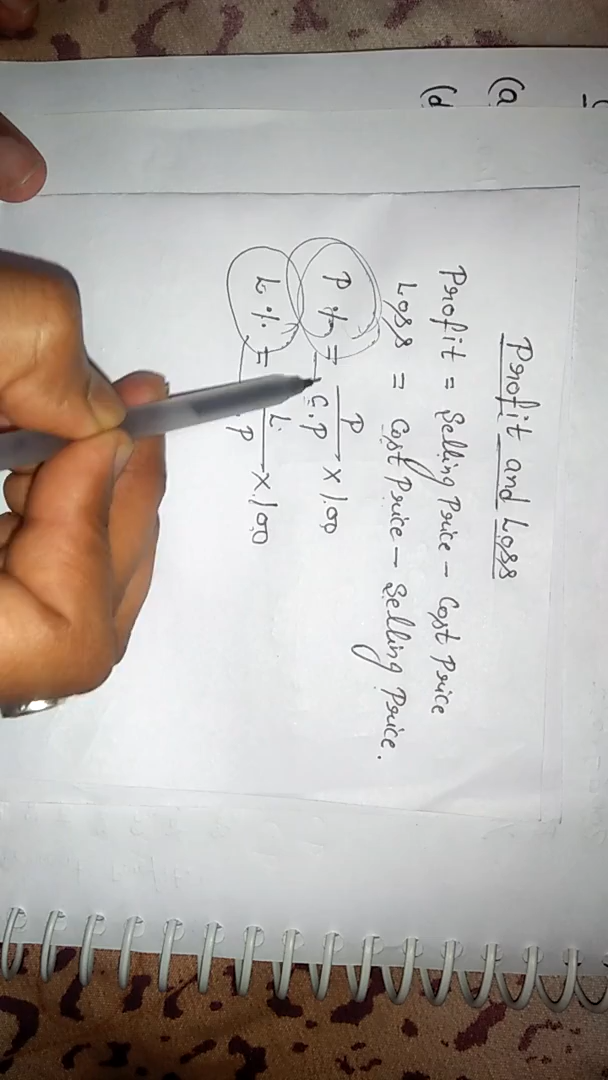 Profit and Loss
Profit = Selling Price - Cost Price
Loss = Cost Price - Selling Price.
P % = P / C.P × 100
L % = L / P × 100
(a
(d